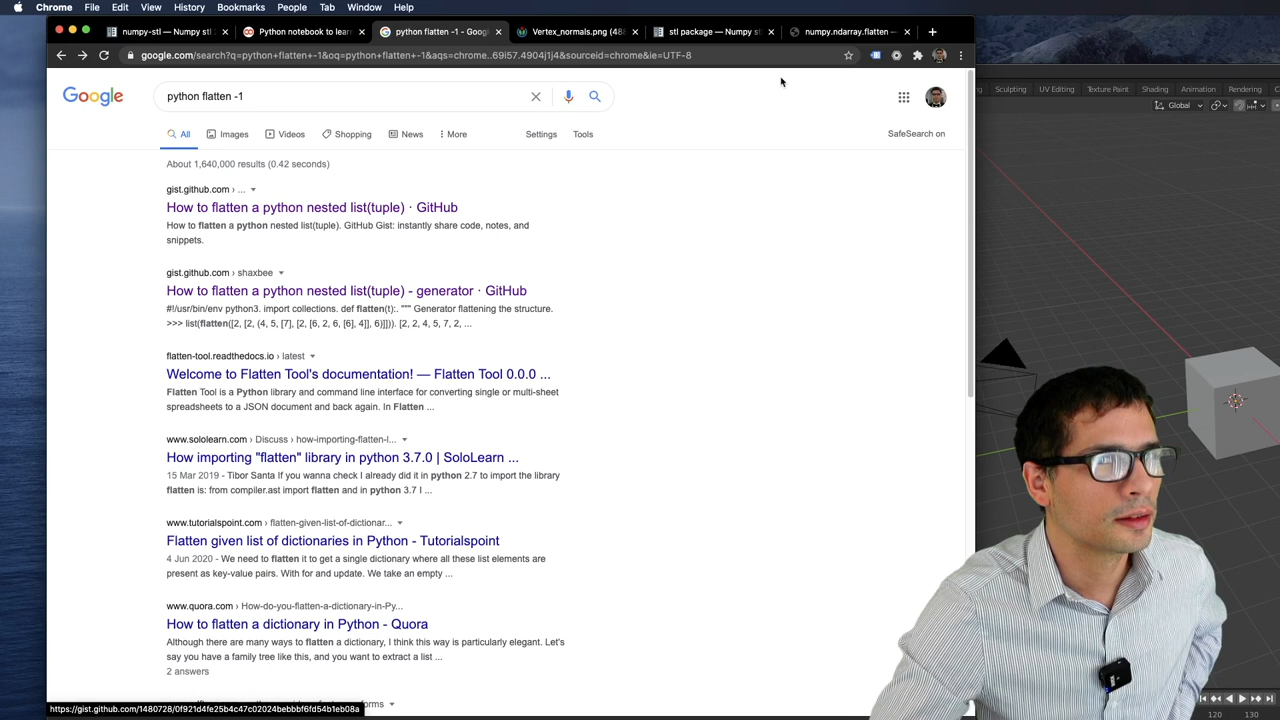 Chrome File Edit View History Bookmarks People Tab Window Help
numpy-stl — Numpy stl
Python notebook to lear
python flatten -1 - Goog
Vertex_normals.png (48
stl package — Numpy st
numpy.ndarray.flatten —
google.com/search?q=python+flatten+-1&oq=python+flatten+-1&aqs=chrome..69i57.4904j1j4&sourceid=chrome&ie=UTF-8
Google
python flatten -1
All Images Videos Shopping News More Settings Tools
SafeSearch on
About 1,640,000 results (0.42 seconds)
gist.github.com › ...
How to flatten a python nested list(tuple) · GitHub
How to flatten a python nested list(tuple). GitHub Gist: instantly share code, notes, and
snippets.
gist.github.com › shaxbee
How to flatten a python nested list(tuple) - generator · GitHub
#!/usr/bin/env python3. import collections. def flatten(t):. """ Generator flattening the structure.
>>> list(flatten([2, [2, (4, 5, [7], [2, [6, 2, 6, [6], 4]], 6)]])). [2, 2, 4, 5, 7, 2, ...
flatten-tool.readthedocs.io › latest
Welcome to Flatten Tool's documentation! — Flatten Tool 0.0.0 ...
Flatten Tool is a Python library and command line interface for converting single or multi-sheet
spreadsheets to a JSON document and back again. In Flatten ...
www.sololearn.com › Discuss › how-importing-flatten-l...
How importing "flatten" library in python 3.7.0 | SoloLearn ...
15 Mar 2019 - Tibor Santa If you wanna check I already did it in python 2.7 to import the library
flatten is: from compiler.ast import flatten and in python 3.7 I ...
www.tutorialspoint.com › flatten-given-list-of-dictionar...
Flatten given list of dictionaries in Python - Tutorialspoint
4 Jun 2020 - We need to flatten it to get a single dictionary where all these list elements are
present as key-value pairs. With for and update. We take an empty ...
www.quora.com › How-do-you-flatten-a-dictionary-in-Py...
How to flatten a dictionary in Python - Quora
Although there are many ways to flatten a dictionary, I think this way is particularly elegant. Let's
say you have a family tree like this, and you want to extract a list ...
2 answers
https://gist.github.com/1480728/0f921d4fe25b4c47c02024bebbbf6fd54b1eb08a
Sculpting UV Editing Texture Paint Shading Animation Rendering
Global
120 130